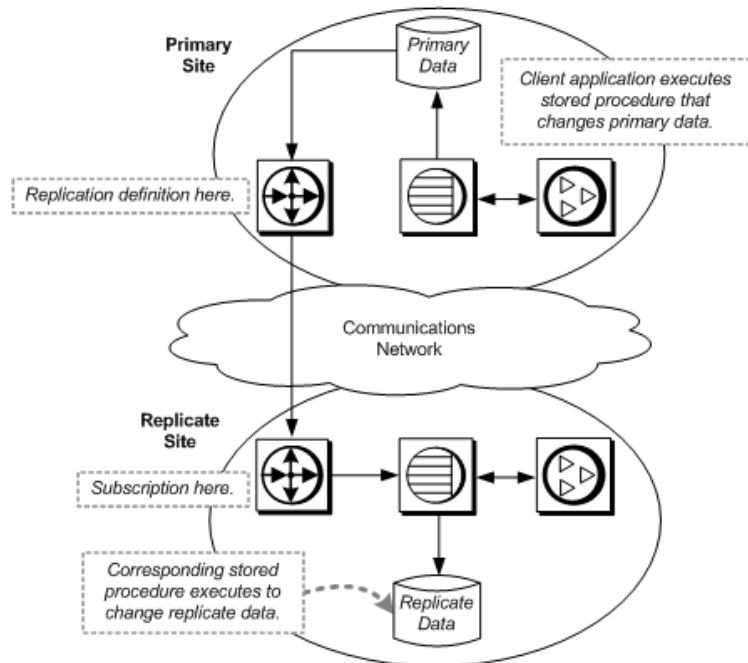 Primary
Site
Primary
Data
Client application executes
stored procedure that
changes primary data.
Replication definition here.
Communications
Network
Replicate
Site
Subscription here.
Corresponding stored
procedure executes to
change replicate data.
Replicate
Data